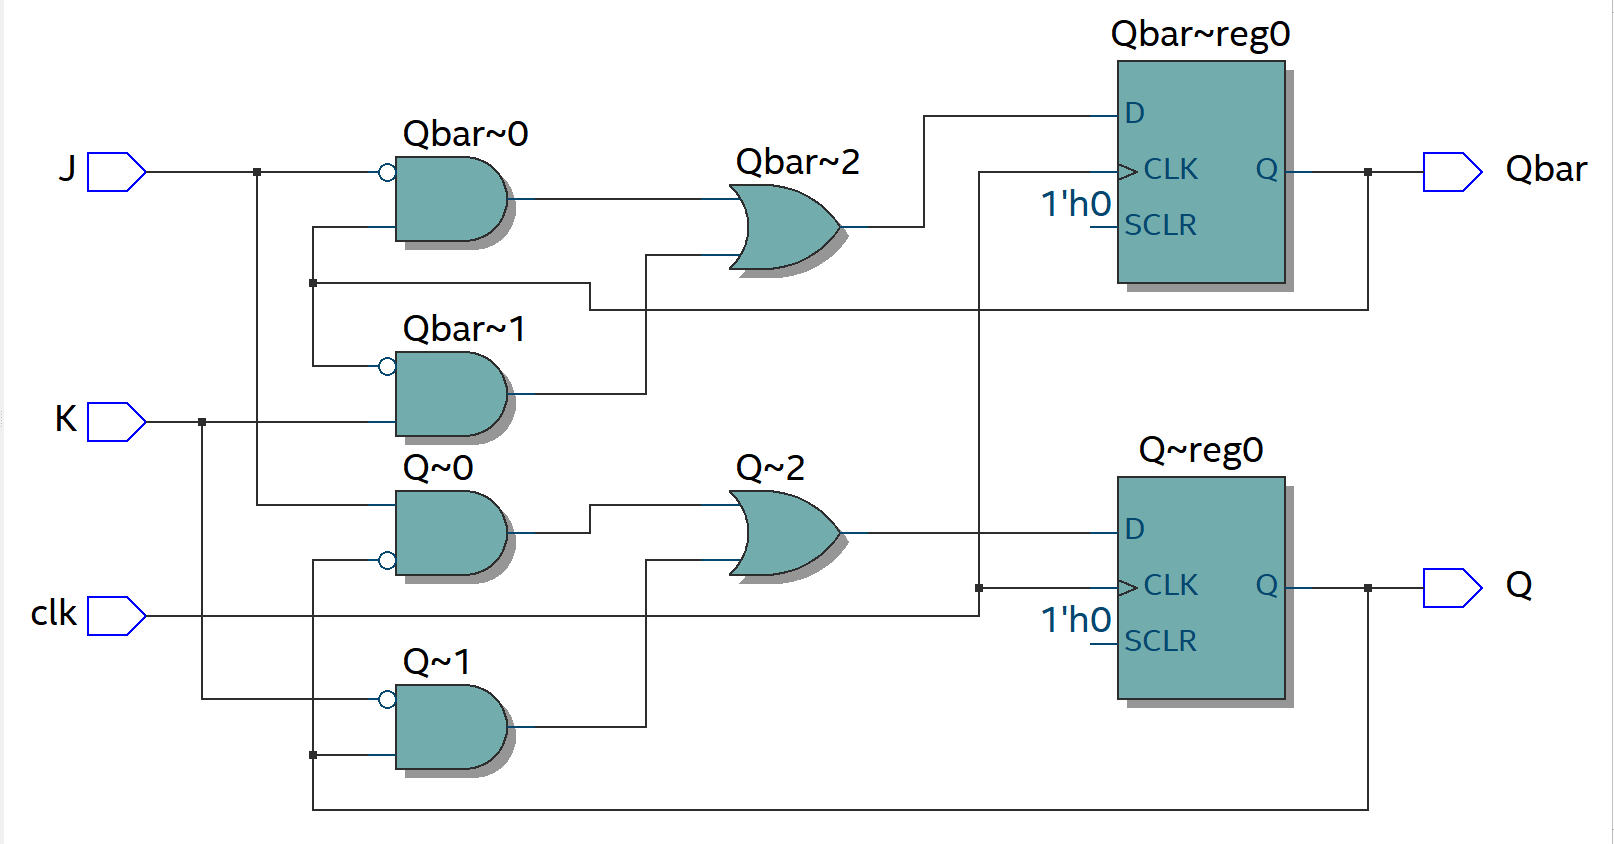 Qbar~reg0
Qbar~0
D
J
Qbar~2
CLK
Q
Qbar
1'h0
SCLR
Qbar~1
K
Q~0
Q~2
Q~reg0
D
CLK
Q
Q
clk
1'h0
SCLR
Q~1